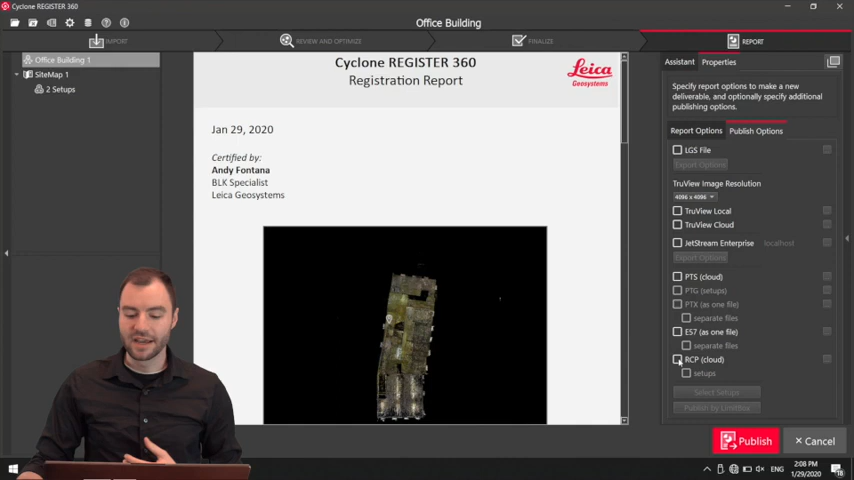 Cyclone REGISTER 360
Office Building
IMPORT
REVIEW AND OPTIMIZE
FINALIZE
REPORT
Office Building 1
SiteMap 1
2 Setups
Cyclone REGISTER 360
Registration Report
Leica
Geosystems
Jan 29, 2020
Certified by:
Andy Fontana
BLK Specialist
Leica Geosystems
Assistant
Properties
Specify report options to make a new
deliverable, and optionally specify additional
publishing options.
Report Options
Publish Options
LGS File
Export Options
TruView Image Resolution
4096 x 4096
TruView Local
TruView Cloud
JetStream Enterprise localhost
Export Options
PTS (cloud)
PTG (setups)
PTX (as one file)
separate files
E57 (as one file)
separate files
RCP (cloud)
setups
Select Setups
Publish by LimitBox
Publish
Cancel
ENG
2:08 PM
1/29/2020